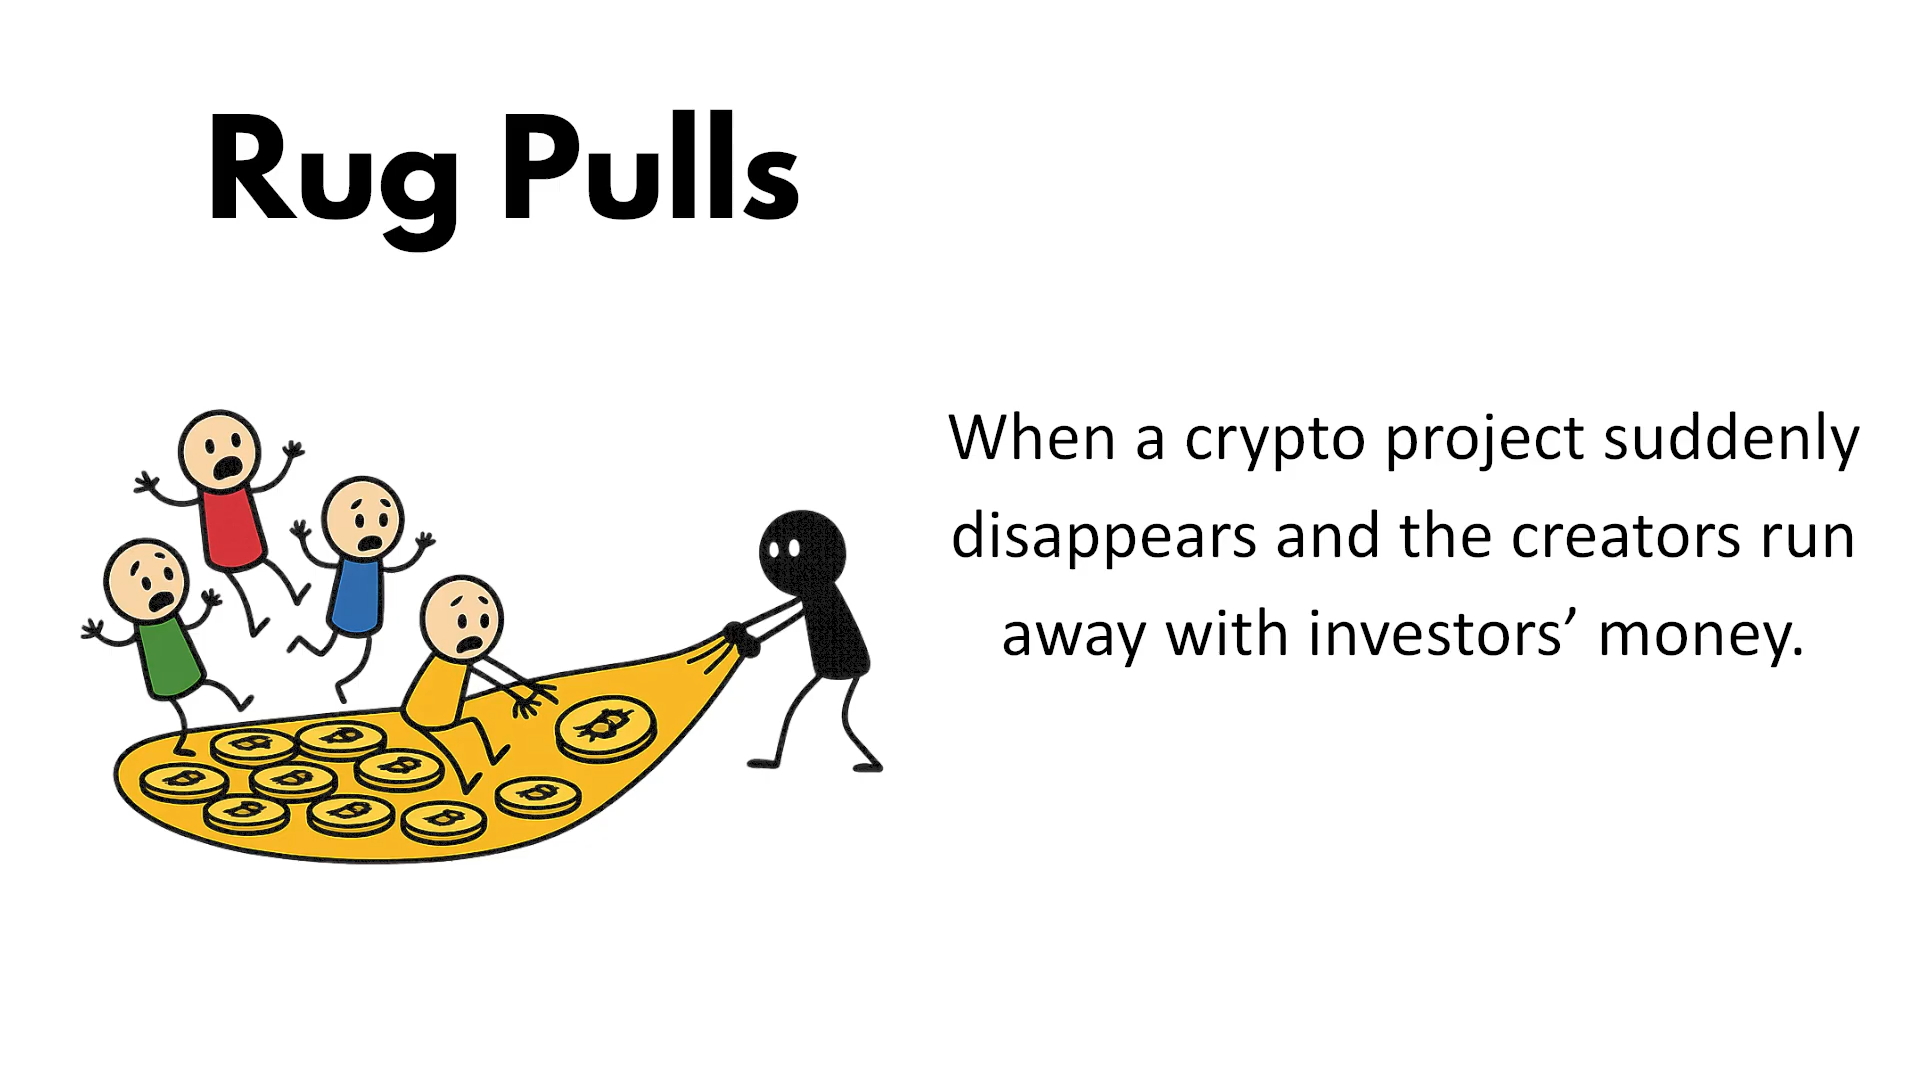 Rug Pulls
When a crypto project suddenly
disappears and the creators run
away with investors’ money.